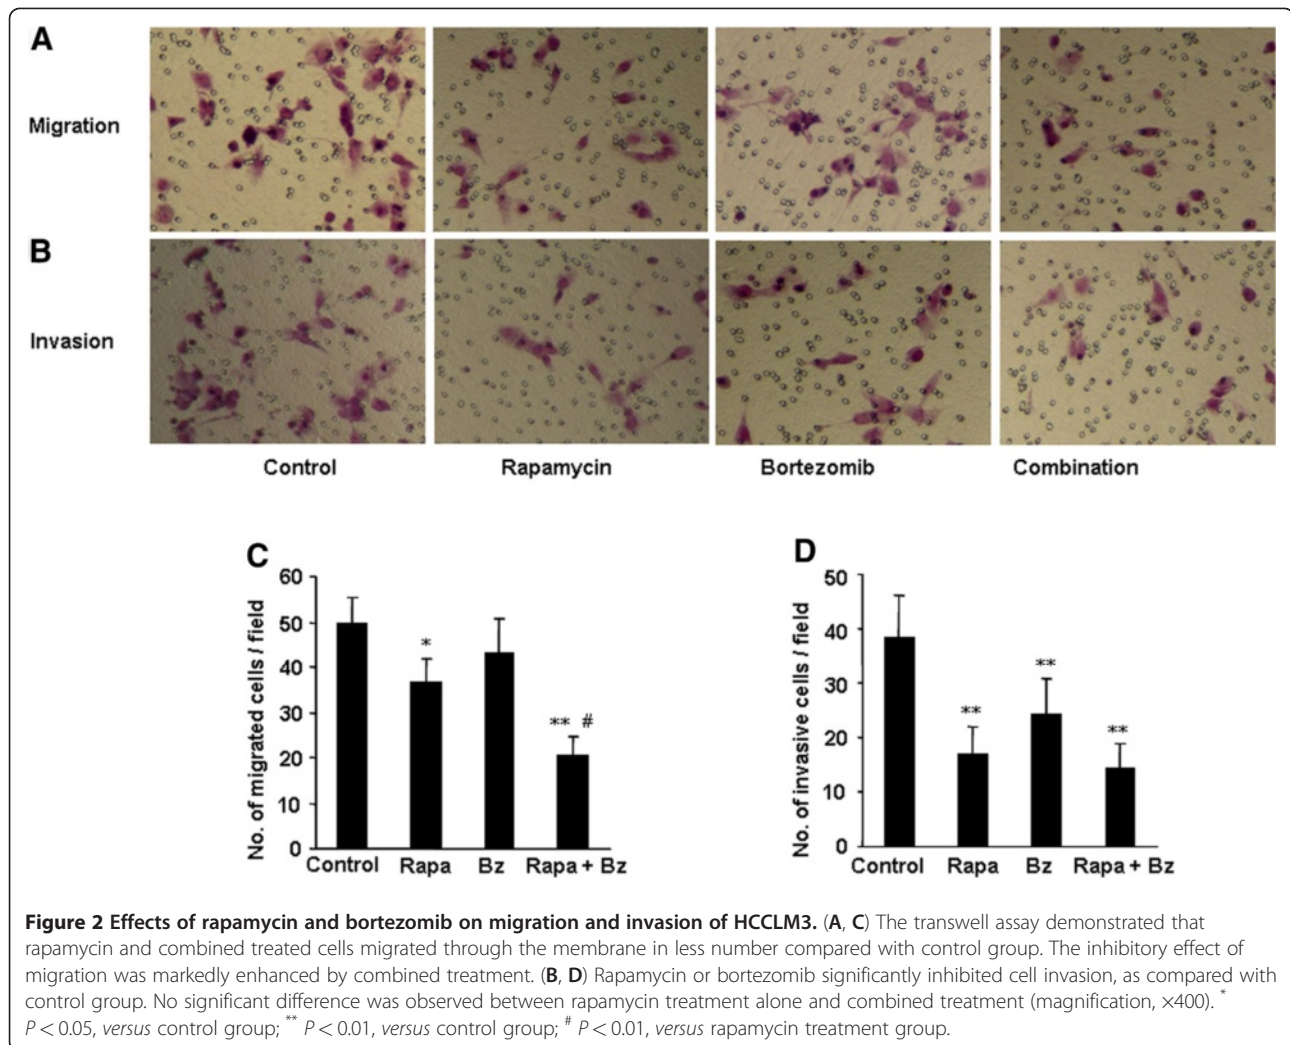 A
Migration
B
Invasion
Control Rapamycin Bortezomib Combination
C
No. of migrated cells / field
60
50
40
30
20
10
0
*
** #
Control Rapa Bz Rapa + Bz
D
No. of invasive cells / field
50
40
30
20
10
0
**
**
**
Control Rapa Bz Rapa + Bz
Figure 2 Effects of rapamycin and bortezomib on migration and invasion of HCCLM3. (A, C) The transwell assay demonstrated that
rapamycin and combined treated cells migrated through the membrane in less number compared with control group. The inhibitory effect of
migration was markedly enhanced by combined treatment. (B, D) Rapamycin or bortezomib significantly inhibited cell invasion, as compared with
control group. No significant difference was observed between rapamycin treatment alone and combined treatment (magnification, ×400). *
P < 0.05, versus control group; ** P < 0.01, versus control group; # P < 0.01, versus rapamycin treatment group.